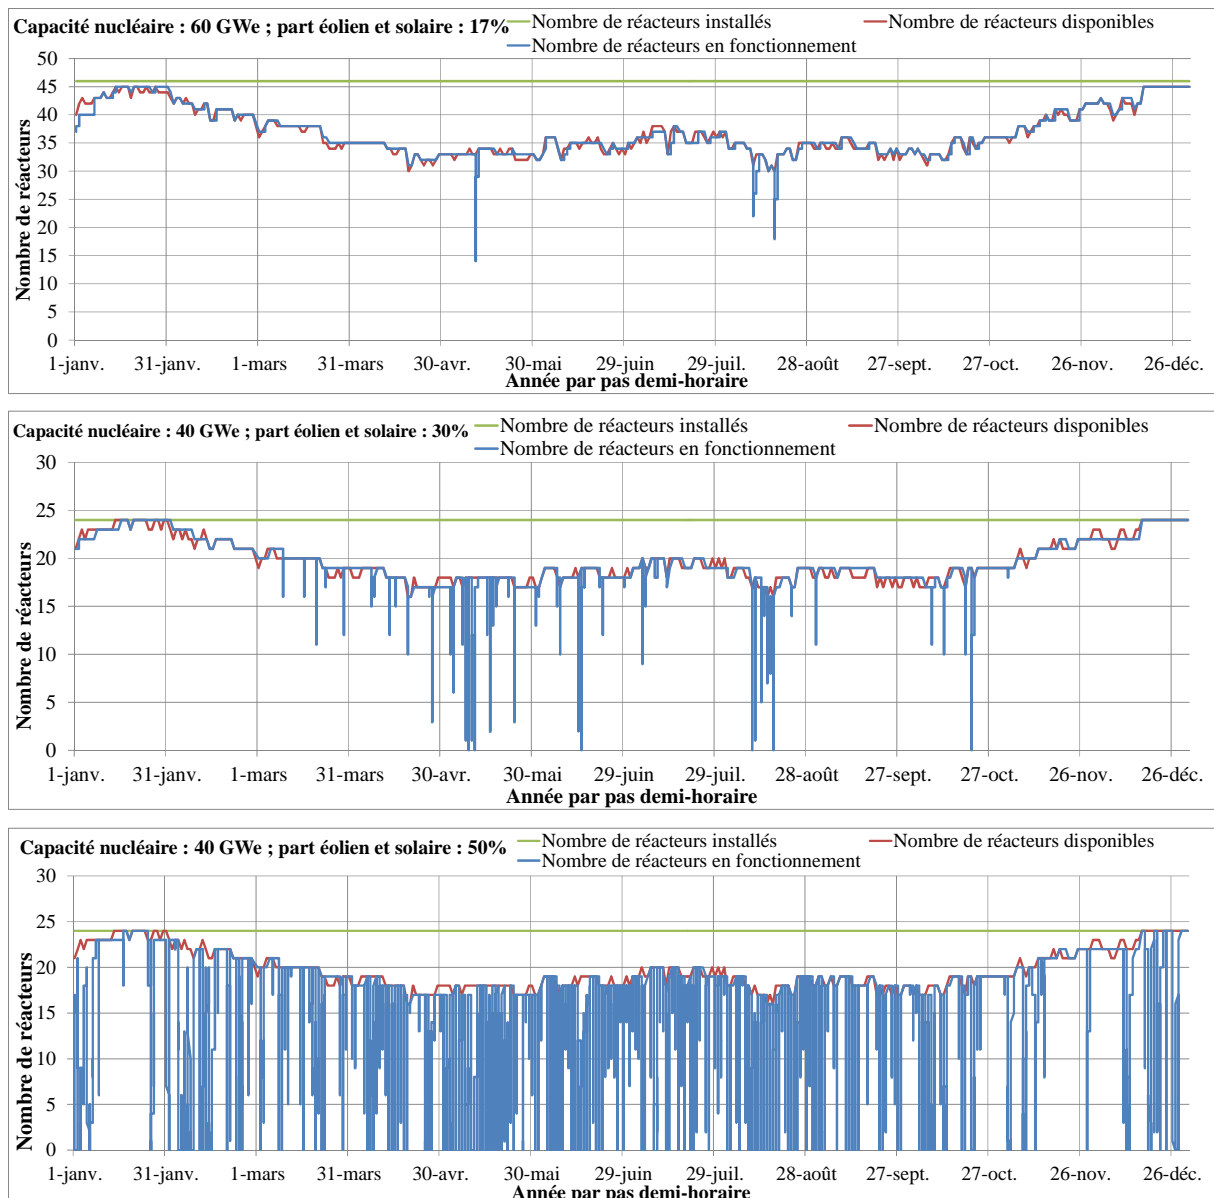 Capacité nucléaire : 60 GWe ; part éolien et solaire : 17%
Nombre de réacteurs installés
Nombre de réacteurs disponibles
Nombre de réacteurs en fonctionnement
Nombre de réacteurs
50
45
40
35
30
25
20
15
10
5
0
1-janv. 31-janv. 1-mars 31-mars 30-avr. 30-mai 29-juin 29-juil. 28-août 27-sept. 27-oct. 26-nov. 26-déc.
Année par pas demi-horaire
Capacité nucléaire : 40 GWe ; part éolien et solaire : 30%
Nombre de réacteurs installés
Nombre de réacteurs disponibles
Nombre de réacteurs en fonctionnement
Nombre de réacteurs
30
25
20
15
10
5
0
1-janv. 31-janv. 1-mars 31-mars 30-avr. 30-mai 29-juin 29-juil. 28-août 27-sept. 27-oct. 26-nov. 26-déc.
Année par pas demi-horaire
Capacité nucléaire : 40 GWe ; part éolien et solaire : 50%
Nombre de réacteurs installés
Nombre de réacteurs disponibles
Nombre de réacteurs en fonctionnement
Nombre de réacteurs
30
25
20
15
10
5
0
1-janv. 31-janv. 1-mars 31-mars 30-avr. 30-mai 29-juin 29-juil. 28-août 27-sept. 27-oct. 26-nov. 26-déc.
Année par pas demi-horaire